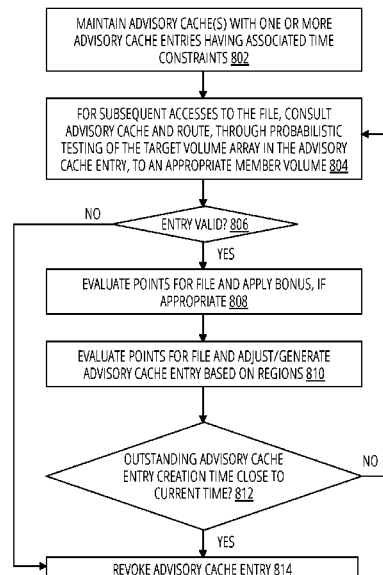 MAINTAIN ADVISORY CACHE(S) WITH ONE OR MORE
ADVISORY CACHE ENTRIES HAVING ASSOCIATED TIME
CONSTRAINTS 802
FOR SUBSEQUENT ACCESSES TO THE FILE, CONSULT
ADVISORY CACHE AND ROUTE, THROUGH PROBABILISTIC
TESTING OF THE TARGET VOLUME ARRAY IN THE ADVISORY
CACHE ENTRY, TO AN APPROPRIATE MEMBER VOLUME 804
NO
ENTRY VALID? 806
YES
EVALUATE POINTS FOR FILE AND APPLY BONUS, IF
APPROPRIATE 808
EVALUATE POINTS FOR FILE AND ADJUST/GENERATE
ADVISORY CACHE ENTRY BASED ON REGIONS 810
OUTSTANDING ADVISORY CACHE
ENTRY CREATION TIME CLOSE TO
CURRENT TIME? 812
NO
YES
REVOKE ADVISORY CACHE ENTRY 814